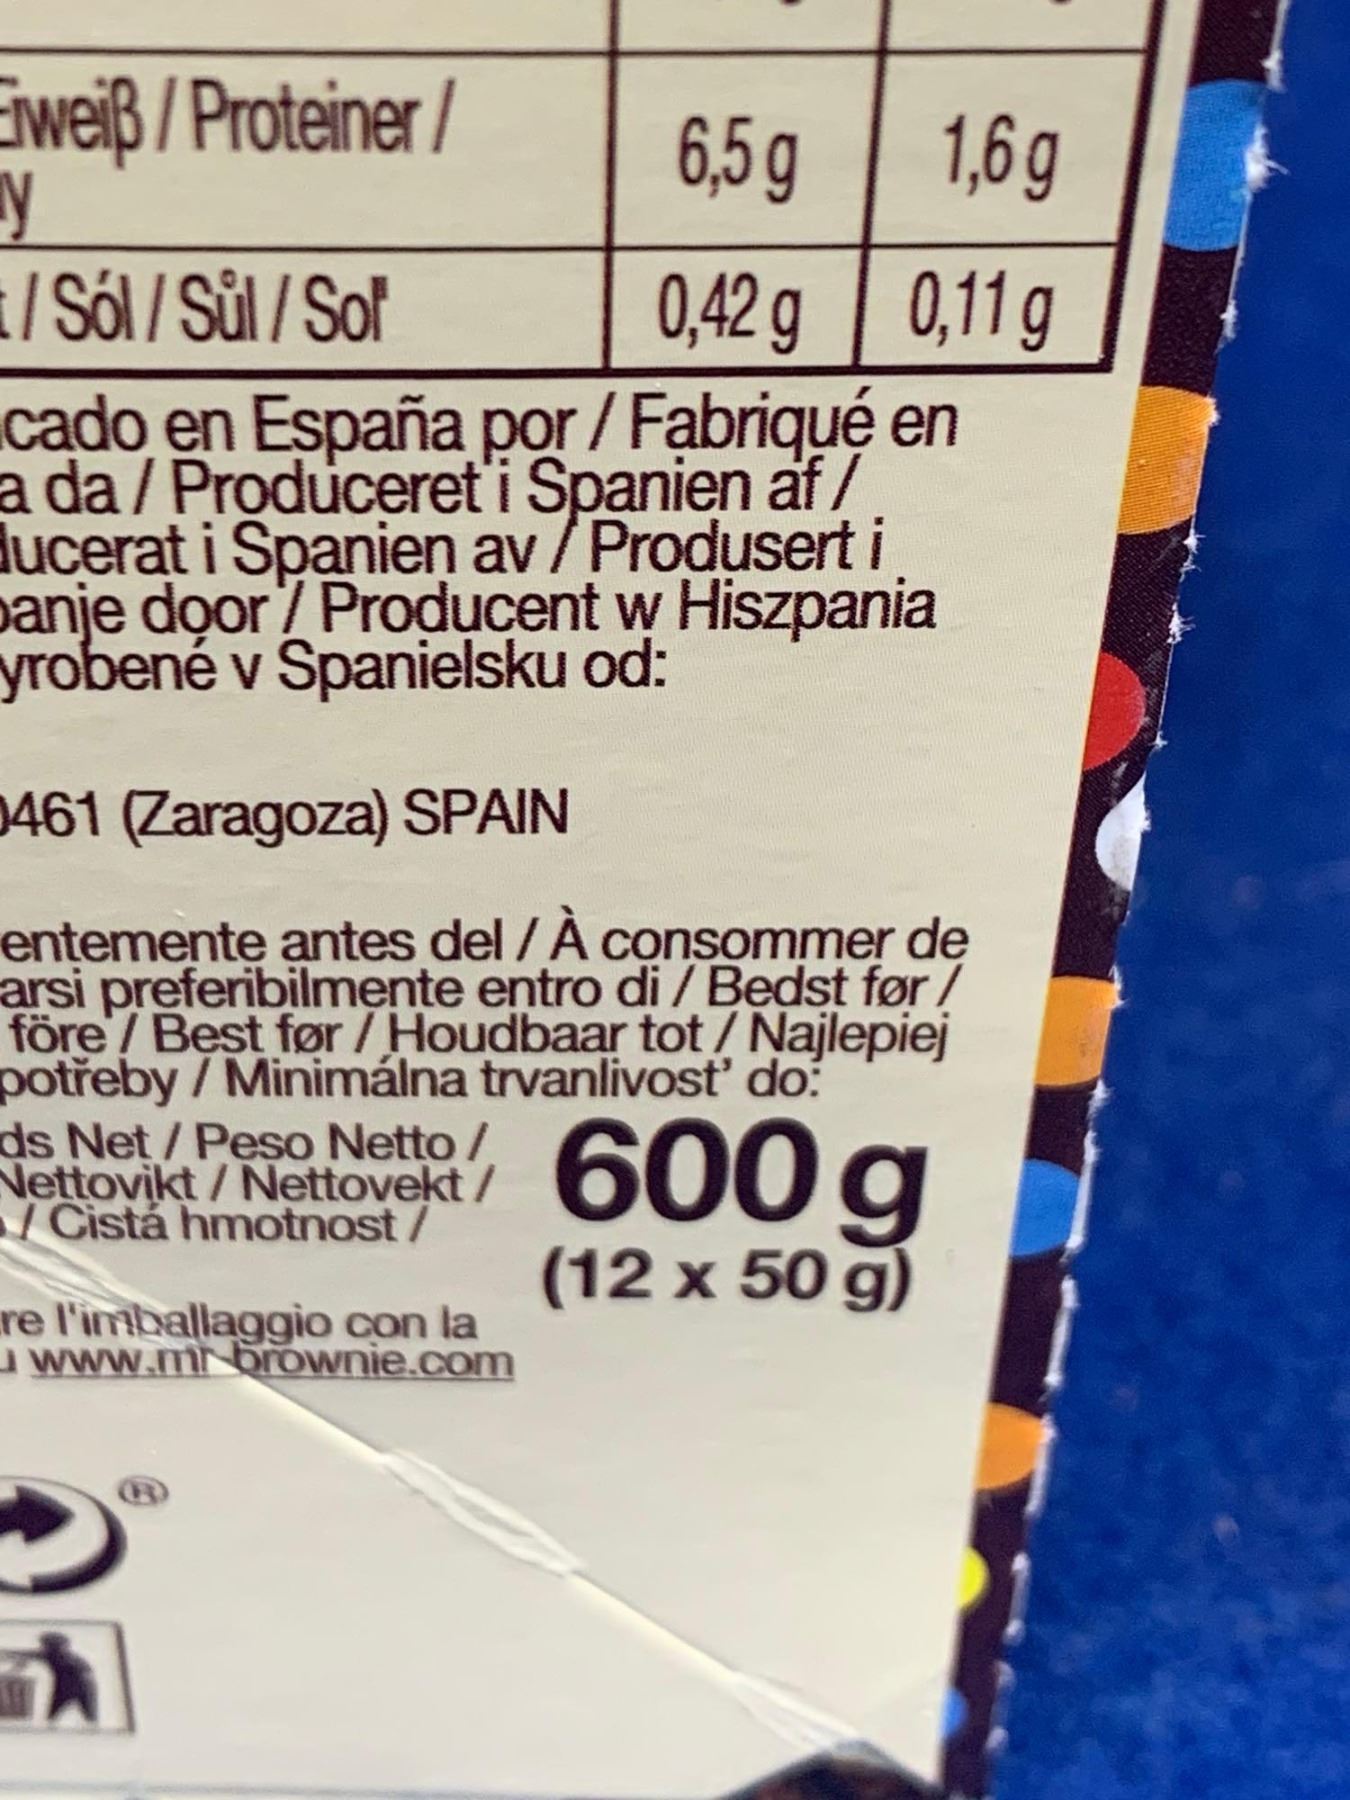 Eiweiß / Proteiner /
6,5 g 1,6 g
/ Sól / Sůl / Soľ
0,42 g 0,11 g
cado en España por / Fabriqué en
a da / Produceret i Spanien af /
ducerat i Spanien av / Produsert i
panje door / Producent w Hiszpania
yrobené v Spanielsku od:
0461 (Zaragoza) SPAIN
entemente antes del / À consommer de
arsi preferibilmente entro di / Bedst før /
före / Best før / Houdbaar tot / Najlepiej
potřeby / Minimálna trvanlivost' do:
ds Net / Peso Netto /
Nettovikt / Nettovekt /
/ Čistá hmotnost /
600 g
(12 x 50 g)
re l'imballaggio con la
u www.mr-brownie.com
®